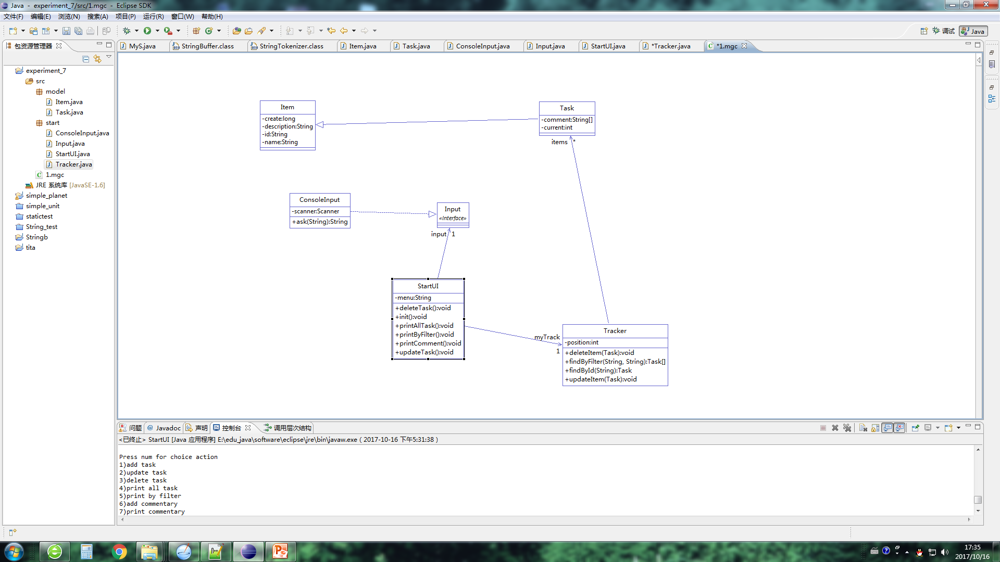 Java - experiment_7/src/1.mgc - Eclipse SDK
文件(F) 编辑(E) 浏览(N) 搜索(A) 项目(P) 运行(R) 窗口(W) 帮助(H)
调试 Java
包资源管理器
MyS.java StringBuffer.class StringTokenizer.class Item.java Task.java ConsoleInput.java Input.java StartUI.java *Tracker.java *1.mgc
experiment_7
src
model
Item.java
Task.java
start
ConsoleInput.java
Input.java
StartUI.java
Tracker.java
1.mgc
JRE 系统库 [JavaSE-1.6]
simple_planet
simple_unit
statictest
String_test
Stringb
tita
Item
-create:long
-description:String
-id:String
-name:String
Task
-comment:String[]
-current:int
items *
ConsoleInput
-scanner:Scanner
+ask(String):String
Input
«Interface»
input 1
StartUI
-menu:String
+deleteTask():void
+init():void
+printAllTask():void
+printByFilter():void
+printComment():void
+updateTask():void
myTrack
1
Tracker
-position:int
+deleteItem(Task):void
+findByFilter(String, String):Task[]
+findById(String):Task
+updateItem(Task):void
问题 @ Javadoc 声明 控制台 调用层次结构
<已终止> StartUI [Java 应用程序] E:\edu_java\software\eclipse\jre\bin\javaw.exe ( 2017-10-16 下午5:31:38 )
Press num for choice action
1)add task
2)update task
3)delete task
4)print all task
5)print by filter
6)add commentary
7)print commentary
17:35
2017/10/16